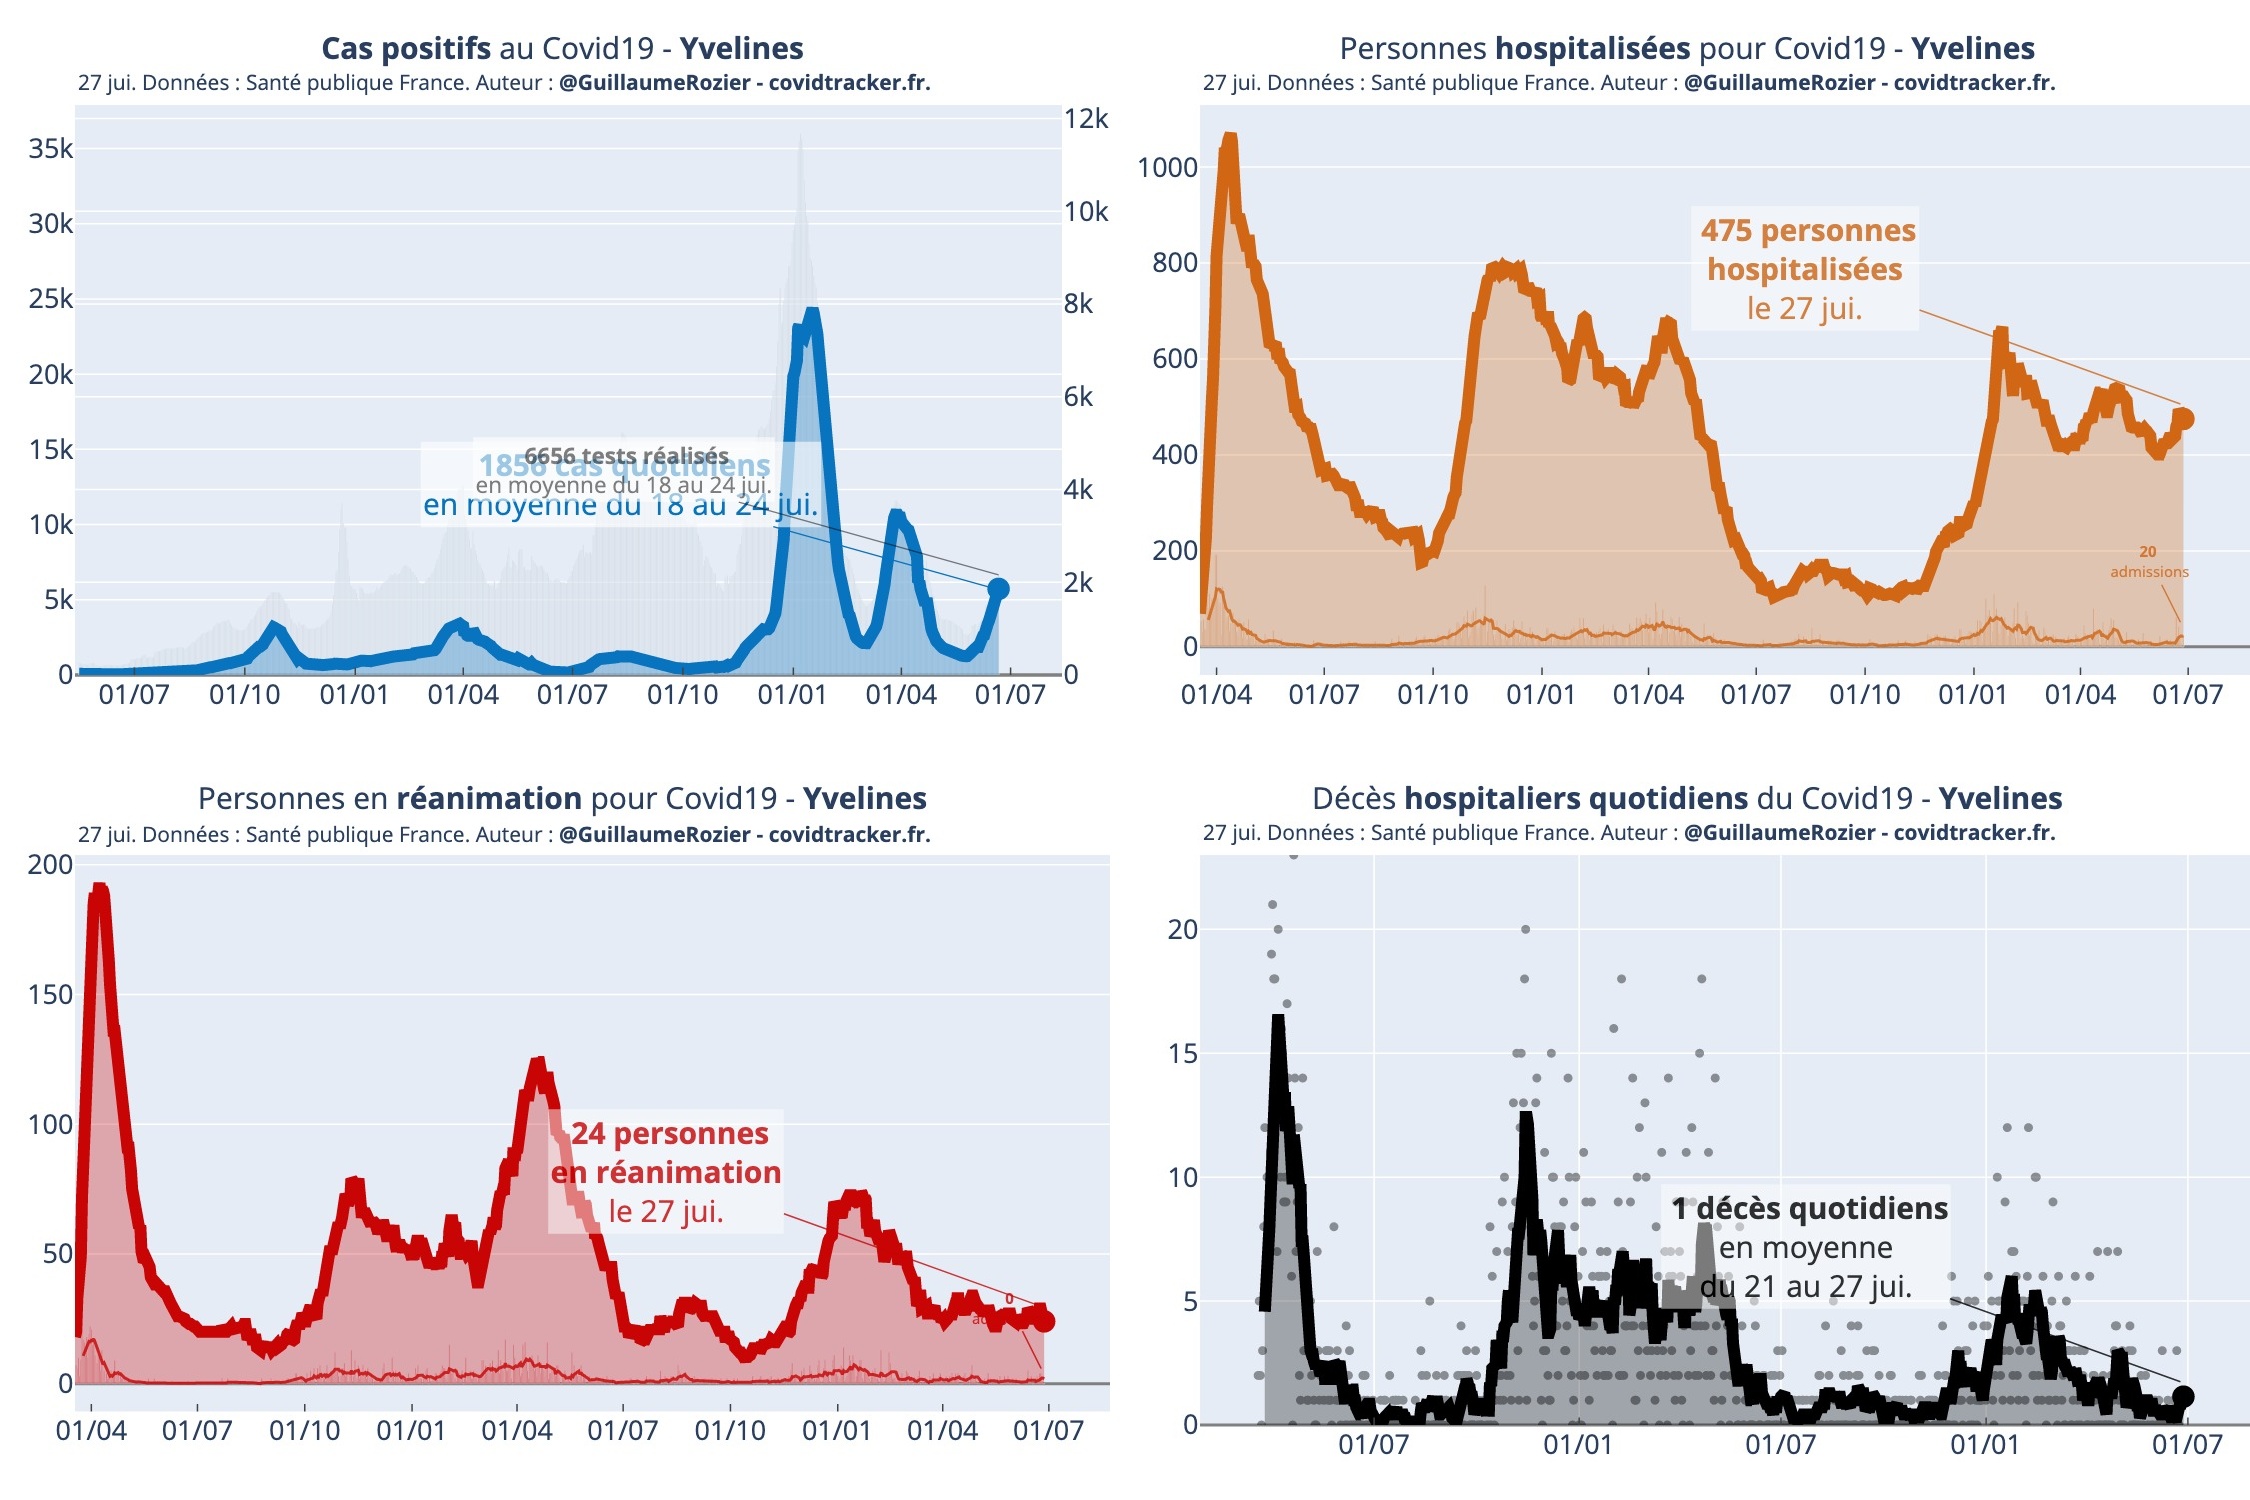 Cas positifs au Covid19 - Yvelines
27 jui. Données : Santé publique France. Auteur : @GuillaumeRozier - covidtracker.fr.
35k
30k
25k
20k
15k
10k
5k
0
12k
10k
8k
6k
4k
2k
0
6656 tests réalisés
en moyenne du 18 au 24 jui.
1856 cas quotidiens
en moyenne du 18 au 24 jui.
01/07 01/10 01/01 01/04 01/07 01/10 01/01 01/04 01/07
Personnes hospitalisées pour Covid19 - Yvelines
27 jui. Données : Santé publique France. Auteur : @GuillaumeRozier - covidtracker.fr.
1000
800
600
400
200
0
475 personnes
hospitalisées
le 27 jui.
20
admissions
01/04 01/07 01/10 01/01 01/04 01/07 01/10 01/01 01/04 01/07
Personnes en réanimation pour Covid19 - Yvelines
27 jui. Données : Santé publique France. Auteur : @GuillaumeRozier - covidtracker.fr.
200
150
100
50
0
24 personnes
en réanimation
le 27 jui.
0
01/04 01/07 01/10 01/01 01/04 01/07 01/10 01/01 01/04 01/07
Décès hospitaliers quotidiens du Covid19 - Yvelines
27 jui. Données : Santé publique France. Auteur : @GuillaumeRozier - covidtracker.fr.
20
15
10
5
0
1 décès quotidiens
en moyenne
du 21 au 27 jui.
01/07 01/01 01/07 01/01 01/07